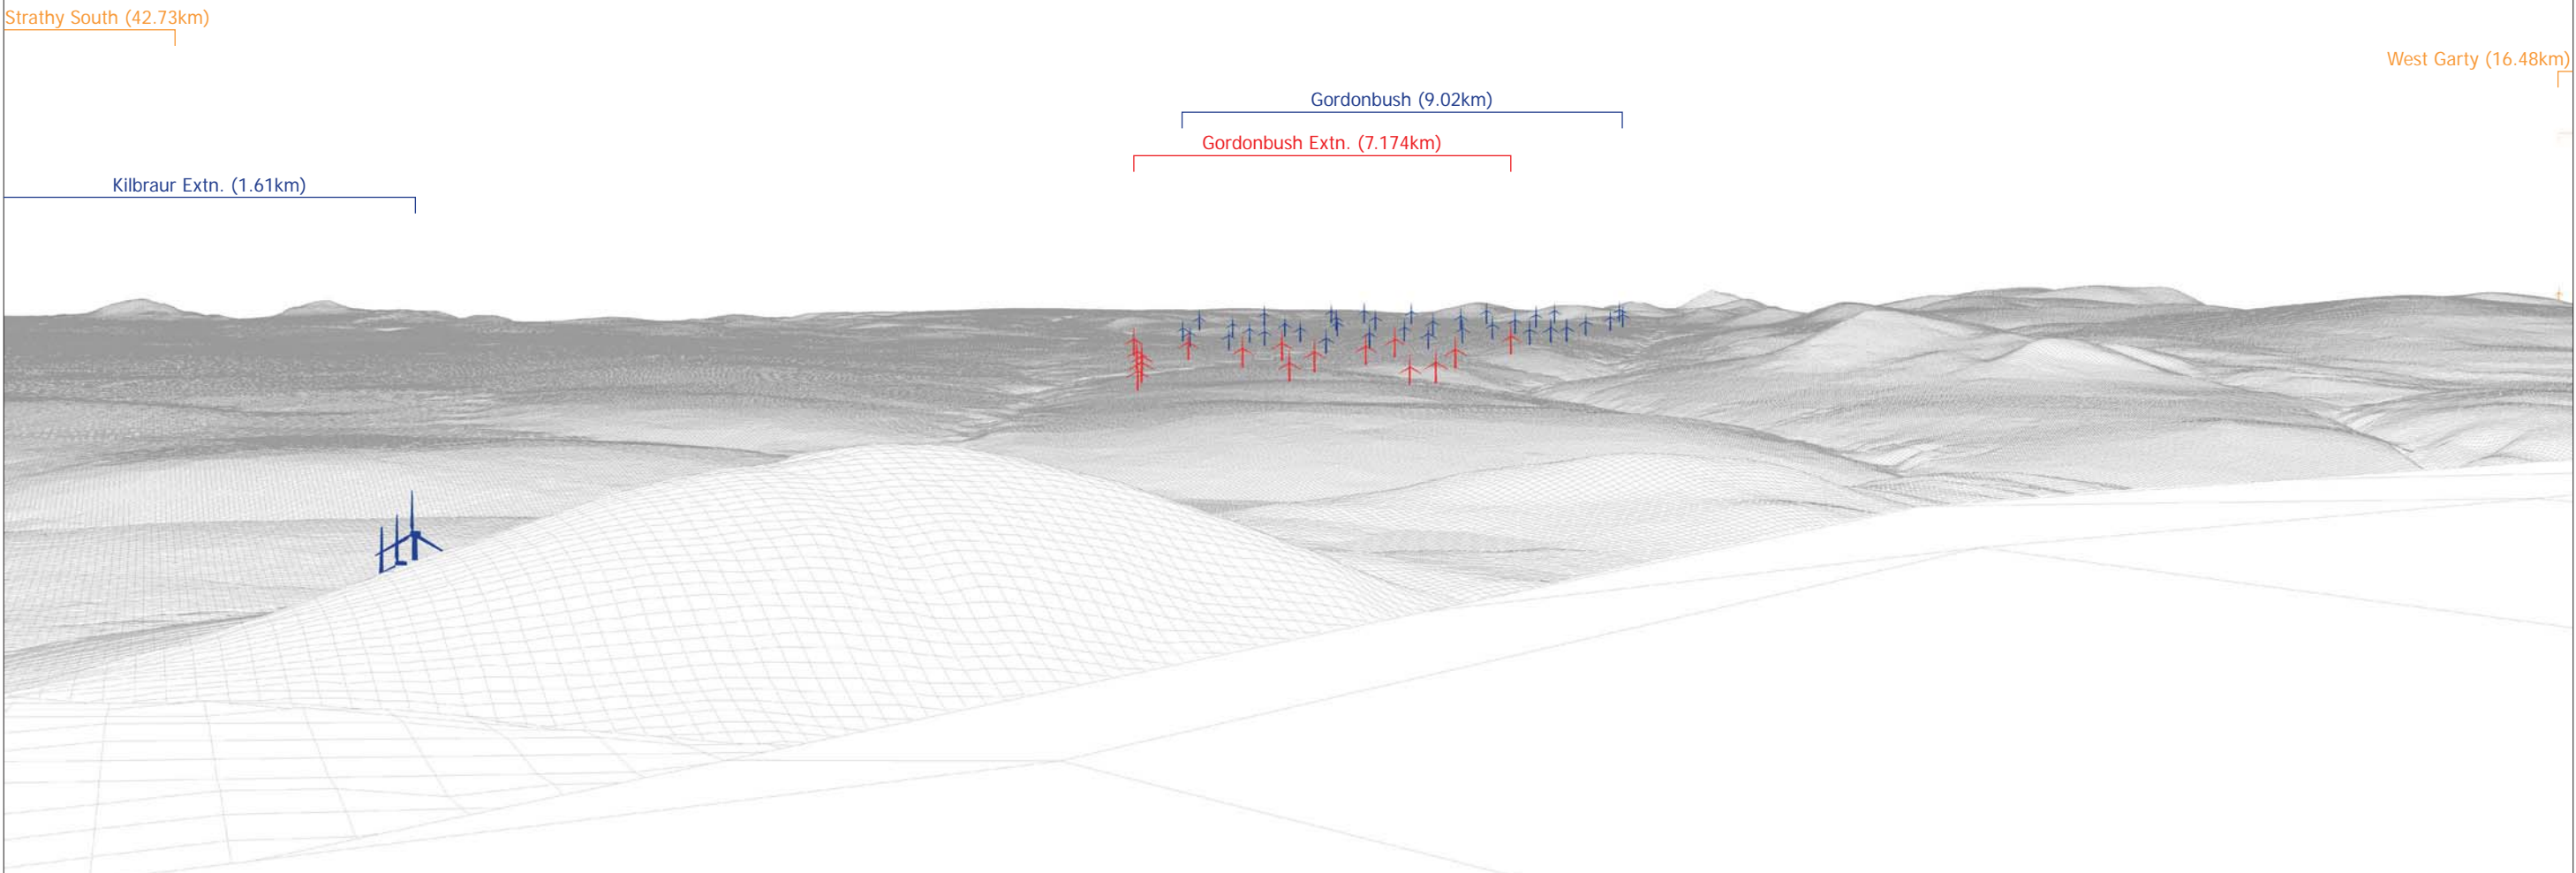 Strathy South (42.73km)
West Garty (16.48km)
Gordonbush (9.02km)
Gordonbush Extn. (7.174km)
Kilbraur Extn. (1.61km)